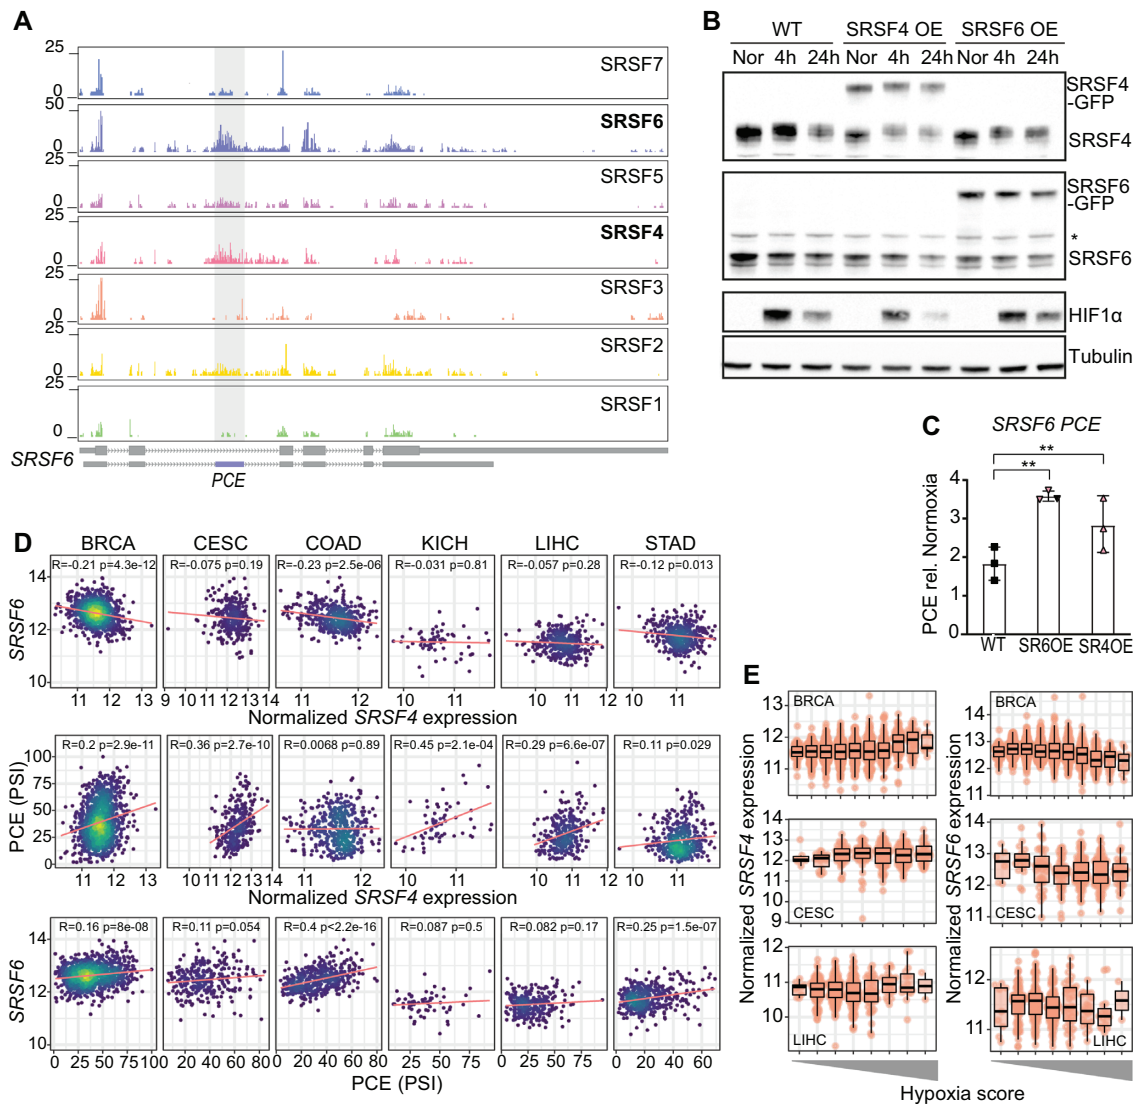 A
25
0
SRSF7
50
0
SRSF6
25
0
SRSF5
25
0
SRSF4
25
0
SRSF3
25
0
SRSF2
25
0
SRSF1
SRSF6
PCE
B
WT SRSF4 OE SRSF6 OE
Nor 4h 24h Nor 4h 24h Nor 4h 24h
SRSF4
-GFP
SRSF4
SRSF6
-GFP
*
SRSF6
HIF1α
Tubulin
C
SRSF6 PCE
**
**
PCE rel. Normoxia
4
3
2
1
0
WT SR6OE SR4OE
D
BRCA CESC COAD KICH LIHC STAD
R=-0.21 p=4.3e-12 R=-0.075 p=0.19 R=-0.23 p=2.5e-06 R=-0.031 p=0.81 R=-0.057 p=0.28 R=-0.12 p=0.013
SRSF6
14
12
10
11 12 13 9 10 11 12 13 14 11 12 10 11 10 11 12 10 11
Normalized SRSF4 expression
R=0.2 p=2.9e-11 R=0.36 p=2.7e-10 R=0.0068 p=0.89 R=0.45 p=2.1e-04 R=0.29 p=6.6e-07 R=0.11 p=0.029
PCE (PSI)
100
75
50
25
0
11 12 13 10 11 12 13 14 11 12 10 11 10 11 12 10 11
Normalized SRSF4 expression
R=0.16 p=8e-08 R=0.11 p=0.054 R=0.4 p<2.2e-16 R=0.087 p=0.5 R=0.082 p=0.17 R=0.25 p=1.5e-07
SRSF6
14
12
10
0 25 50 75 100 0 20 40 60 80 0 20 40 60 80 0 20 40 60 0 25 50 75 0 20 40 60
PCE (PSI)
E
Normalized SRSF4 expression
BRCA
13
12
11
CESC
14
13
12
11
10
9
LIHC
12
11
10
Normalized SRSF6 expression
BRCA
14
13
12
11
CESC
14
13
12
11
LIHC
12
11
Hypoxia score